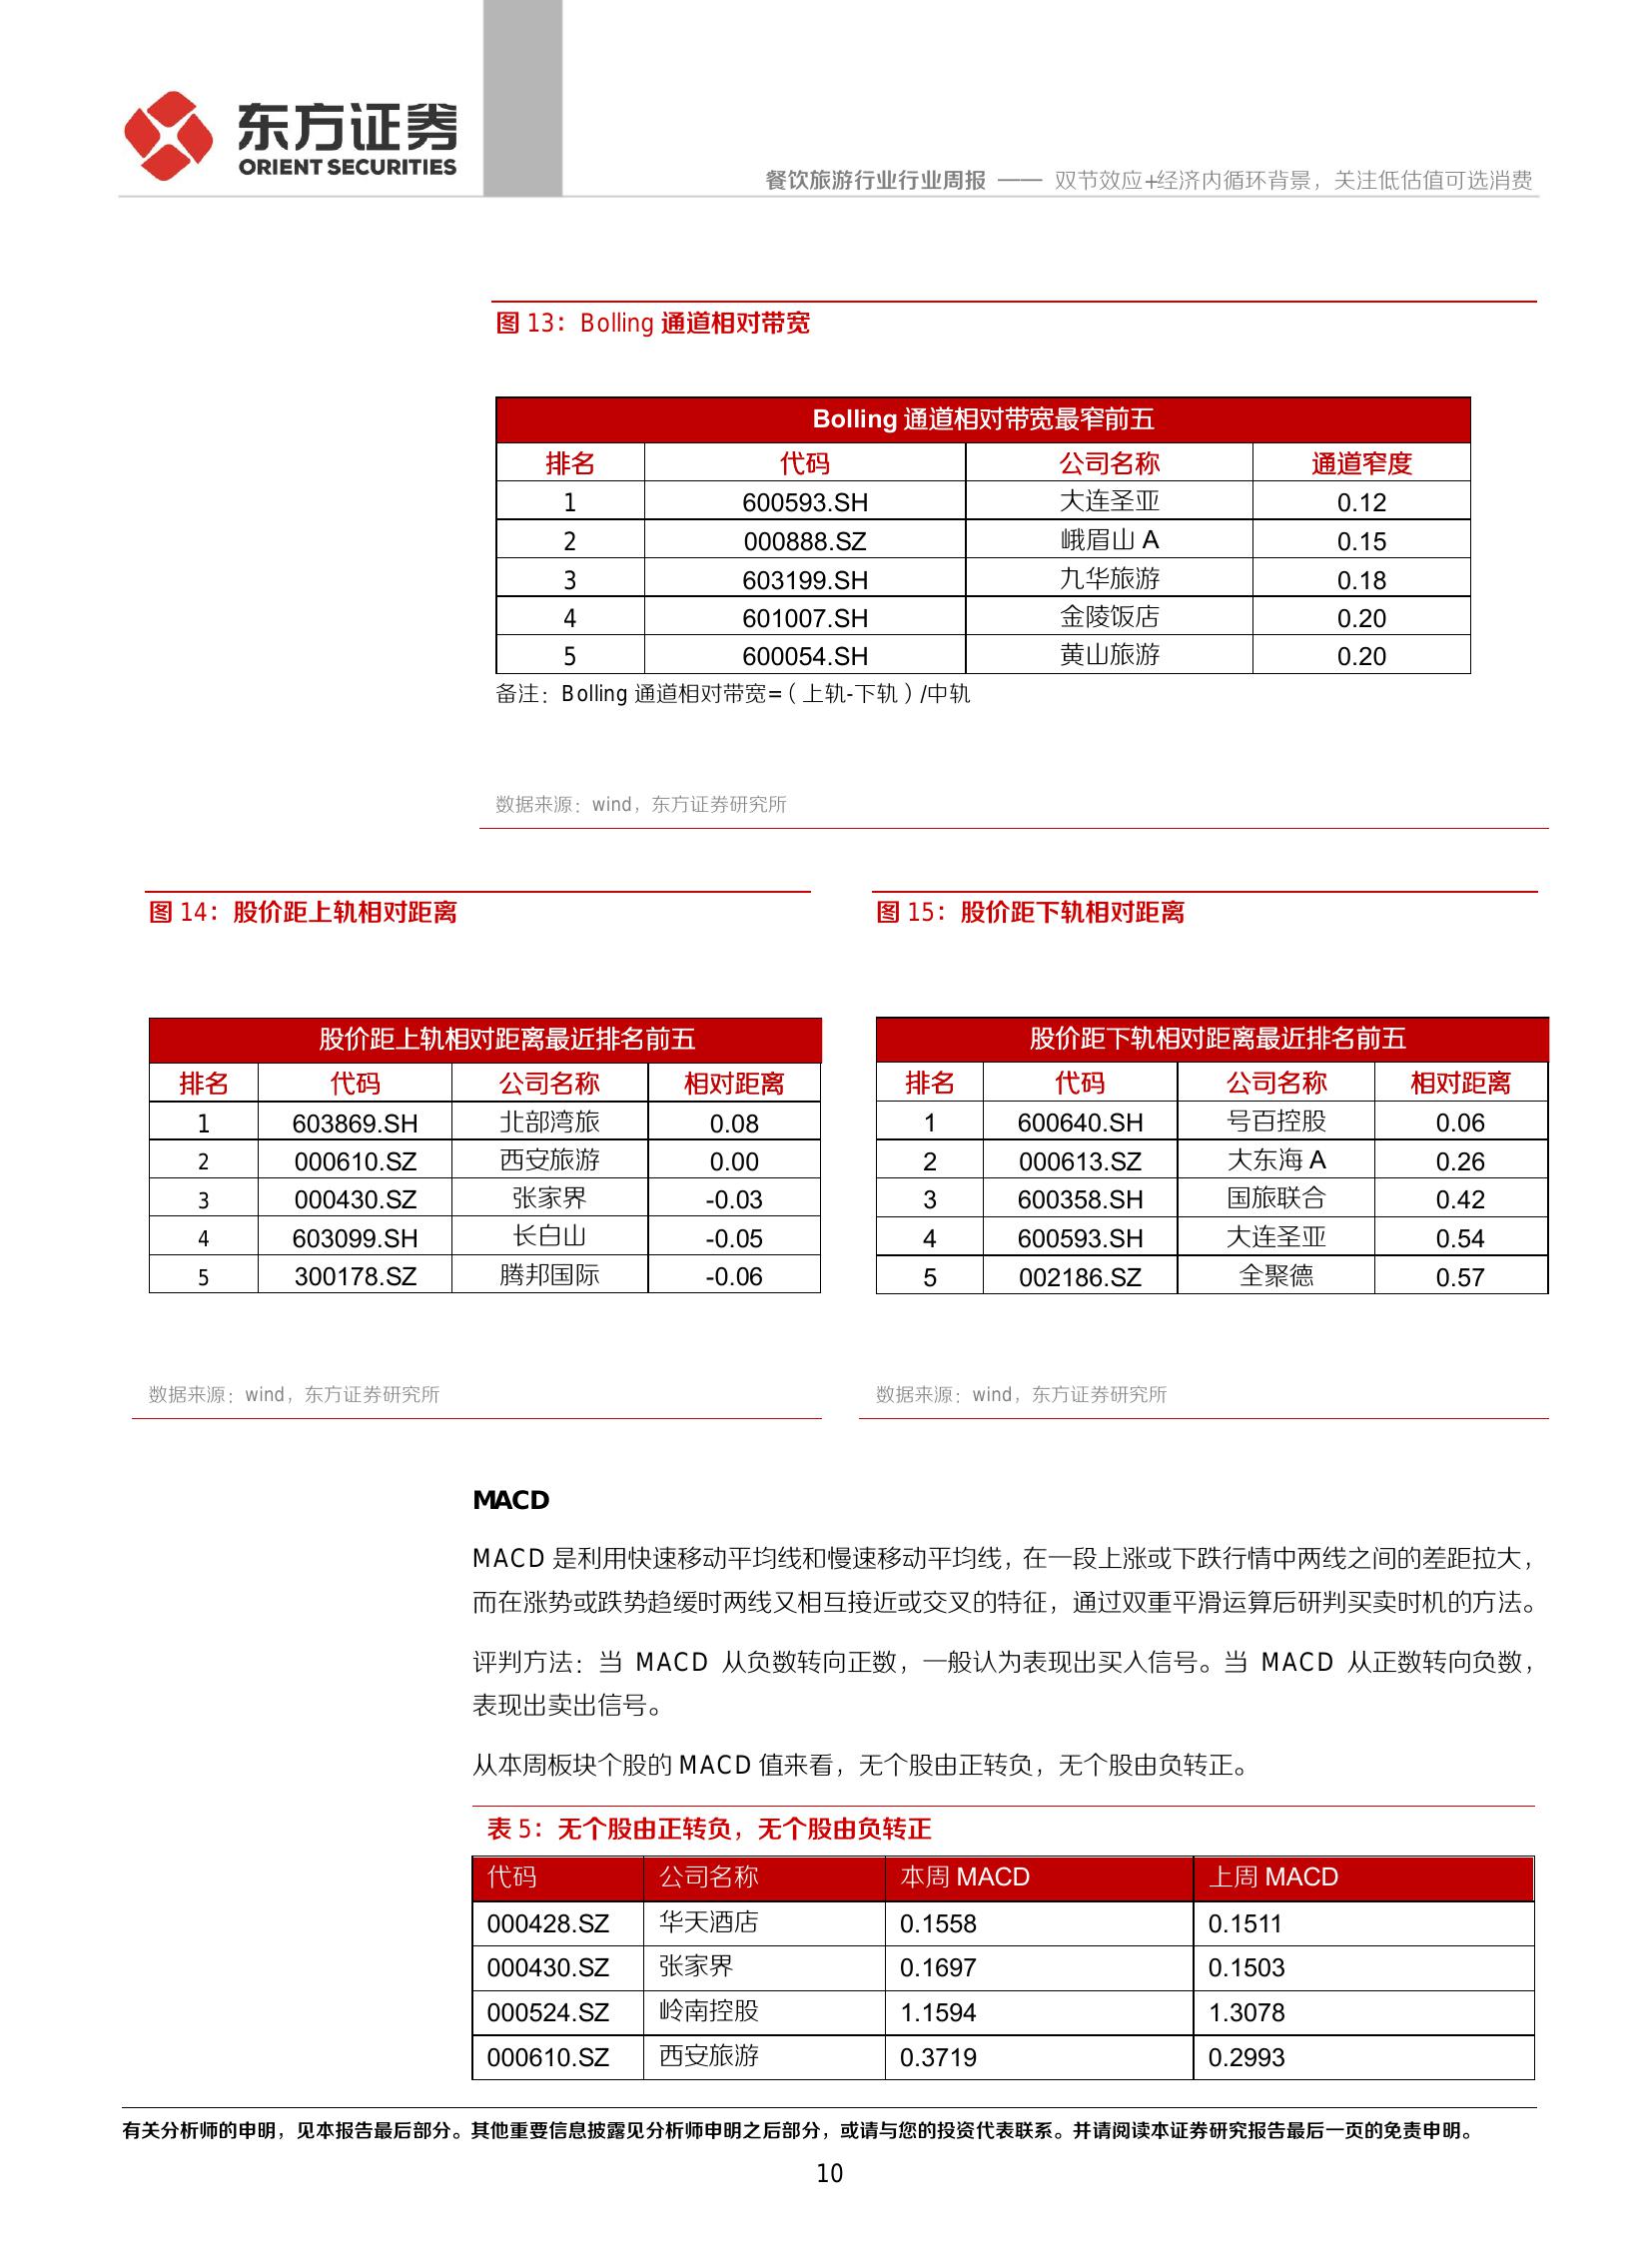 东方证券
ORIENT SECURITIES
餐饮旅游行业行业周报 —— 双节效应+经济内循环背景，关注低估值可选消费
图 13：Bolling 通道相对带宽
Bolling 通道相对带宽最窄前五
排名 代码 公司名称 通道窄度
1 600593.SH 大连圣亚 0.12
2 000888.SZ 峨眉山 A 0.15
3 603199.SH 九华旅游 0.18
4 601007.SH 金陵饭店 0.20
5 600054.SH 黄山旅游 0.20
备注：Bolling 通道相对带宽=（上轨-下轨）/中轨
数据来源：wind，东方证券研究所
图 14：股价距上轨相对距离
股价距上轨相对距离最近排名前五
排名 代码 公司名称 相对距离
1 603869.SH 北部湾旅 0.08
2 000610.SZ 西安旅游 0.00
3 000430.SZ 张家界 -0.03
4 603099.SH 长白山 -0.05
5 300178.SZ 腾邦国际 -0.06
数据来源：wind，东方证券研究所
图 15：股价距下轨相对距离
股价距下轨相对距离最近排名前五
排名 代码 公司名称 相对距离
1 600640.SH 号百控股 0.06
2 000613.SZ 大东海 A 0.26
3 600358.SH 国旅联合 0.42
4 600593.SH 大连圣亚 0.54
5 002186.SZ 全聚德 0.57
数据来源：wind，东方证券研究所
MACD
MACD 是利用快速移动平均线和慢速移动平均线，在一段上涨或下跌行情中两线之间的差距拉大，
而在涨势或跌势趋缓时两线又相互接近或交叉的特征，通过双重平滑运算后研判买卖时机的方法。
评判方法：当 MACD 从负数转向正数，一般认为表现出买入信号。当 MACD 从正数转向负数，
表现出卖出信号。
从本周板块个股的 MACD 值来看，无个股由正转负，无个股由负转正。
表 5：无个股由正转负，无个股由负转正
代码 公司名称 本周 MACD 上周 MACD
000428.SZ 华天酒店 0.1558 0.1511
000430.SZ 张家界 0.1697 0.1503
000524.SZ 岭南控股 1.1594 1.3078
000610.SZ 西安旅游 0.3719 0.2993
有关分析师的申明，见本报告最后部分。其他重要信息披露见分析师申明之后部分，或请与您的投资代表联系。并请阅读本证券研究报告最后一页的免责申明。
10